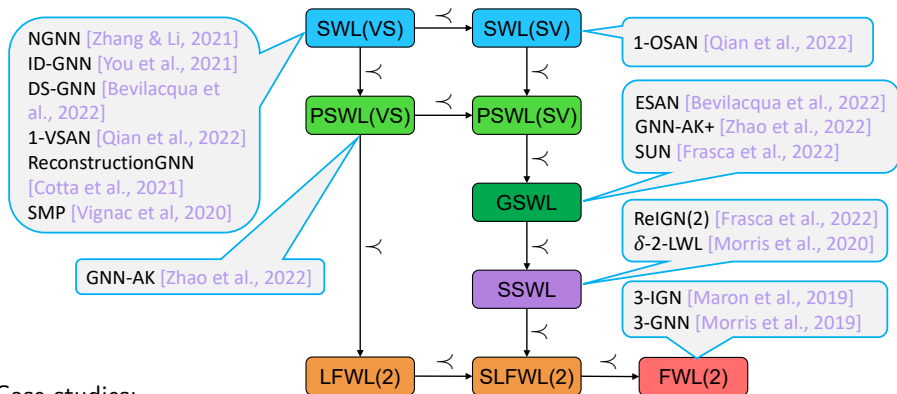 NGNN [Zhang & Li, 2021]
ID-GNN [You et al., 2021]
DS-GNN [Bevilacqua et
al., 2022]
1-VSAN [Qian et al., 2022]
ReconstructionGNN
[Cotta et al., 2021]
SMP [Vignac et al, 2020]
SWL(VS)
≺
SWL(SV)
1-OSAN [Qian et al., 2022]
≺
≺
PSWL(VS)
≺
PSWL(SV)
ESAN [Bevilacqua et al., 2022]
GNN-AK+ [Zhao et al., 2022]
SUN [Frasca et al., 2022]
≺
GSWL
≺
≺
ReIGN(2) [Frasca et al., 2022]
δ-2-LWL [Morris et al., 2020]
GNN-AK [Zhao et al., 2022]
SSWL
3-IGN [Maron et al., 2019]
3-GNN [Morris et al., 2019]
≺
LFWL(2)
≺
SLFWL(2)
≺
FWL(2)